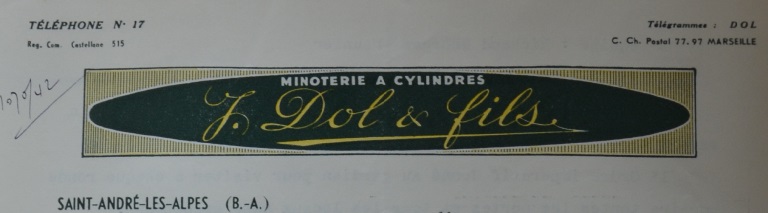 TÉLÉPHONE N° 17
Télégrammes : DOL
Reg. Com. Castellane 515
C. Ch. Postal 77.97 MARSEILLE
MINOTERIE A CYLINDRES
J. Dol & fils
SAINT-ANDRÉ-LES-ALPES (B.-A.)